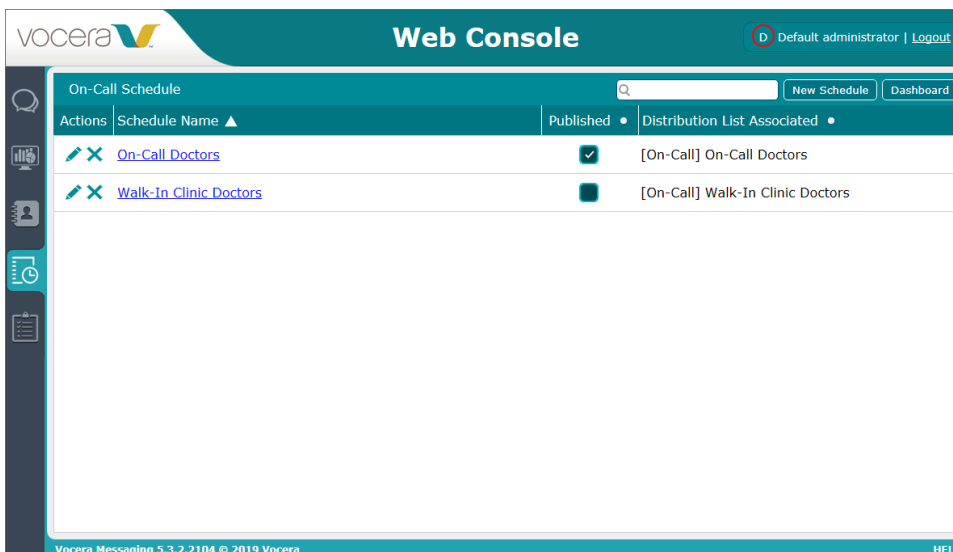 vocera Web Console D Default administrator | Logout
On-Call Schedule New Schedule Dashboard
Actions Schedule Name ▲ Published • Distribution List Associated •
On-Call Doctors [On-Call] On-Call Doctors
Walk-In Clinic Doctors [On-Call] Walk-In Clinic Doctors
Vocera Messaging 5.3.2.2104 © 2019 Vocera